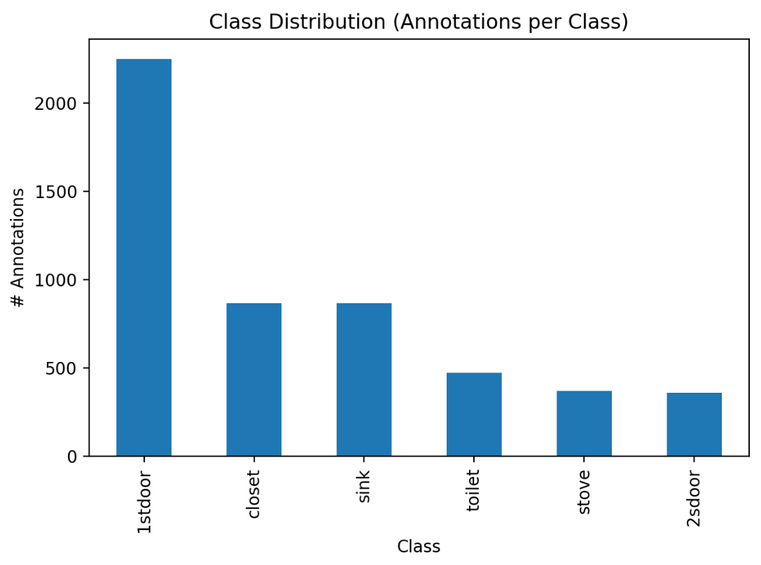 Class Distribution (Annotations per Class)
# Annotations
2000
1500
1000
500
0
1stdoor
closet
sink
toilet
stove
2sdoor
Class